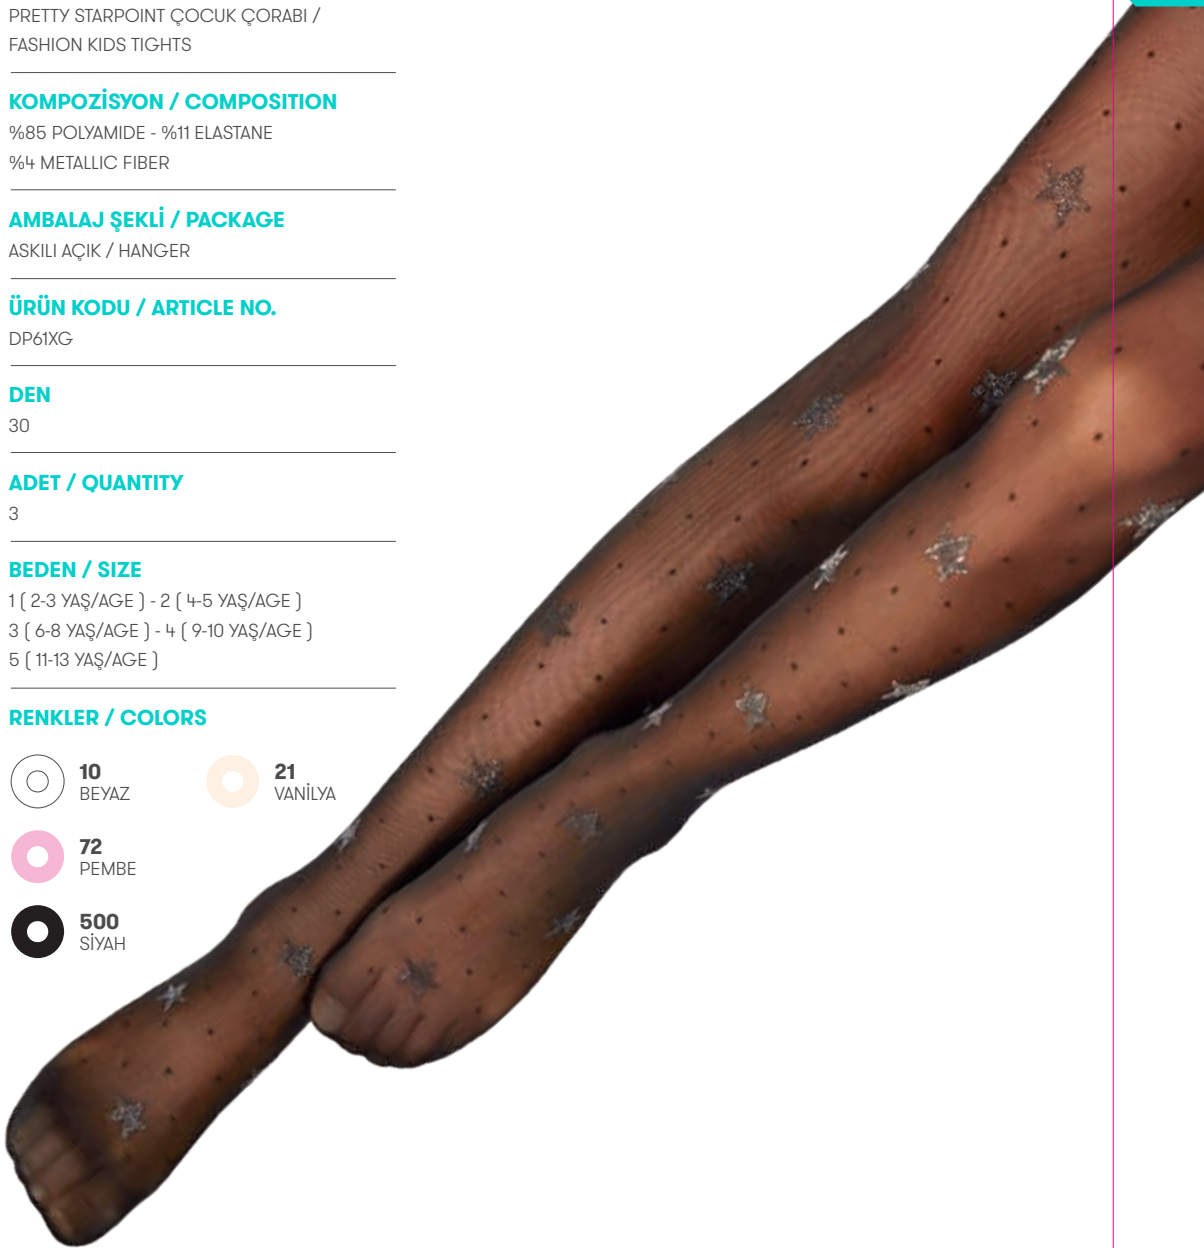 PRETTY STARPOINT ÇOCUK ÇORABI /
FASHION KIDS TIGHTS
KOMPOZİSYON / COMPOSITION
%85 POLYAMIDE - %11 ELASTANE
%4 METALLIC FIBER
AMBALAJ ŞEKLİ / PACKAGE
ASKILI AÇIK / HANGER
ÜRÜN KODU / ARTICLE NO.
DP61XG
DEN
30
ADET / QUANTITY
3
BEDEN / SIZE
1 ( 2-3 YAŞ/AGE ) - 2 ( 4-5 YAŞ/AGE )
3 ( 6-8 YAŞ/AGE ) - 4 ( 9-10 YAŞ/AGE )
5 ( 11-13 YAŞ/AGE )
RENKLER / COLORS
10
BEYAZ
21
VANİLYA
72
PEMBE
500
SİYAH